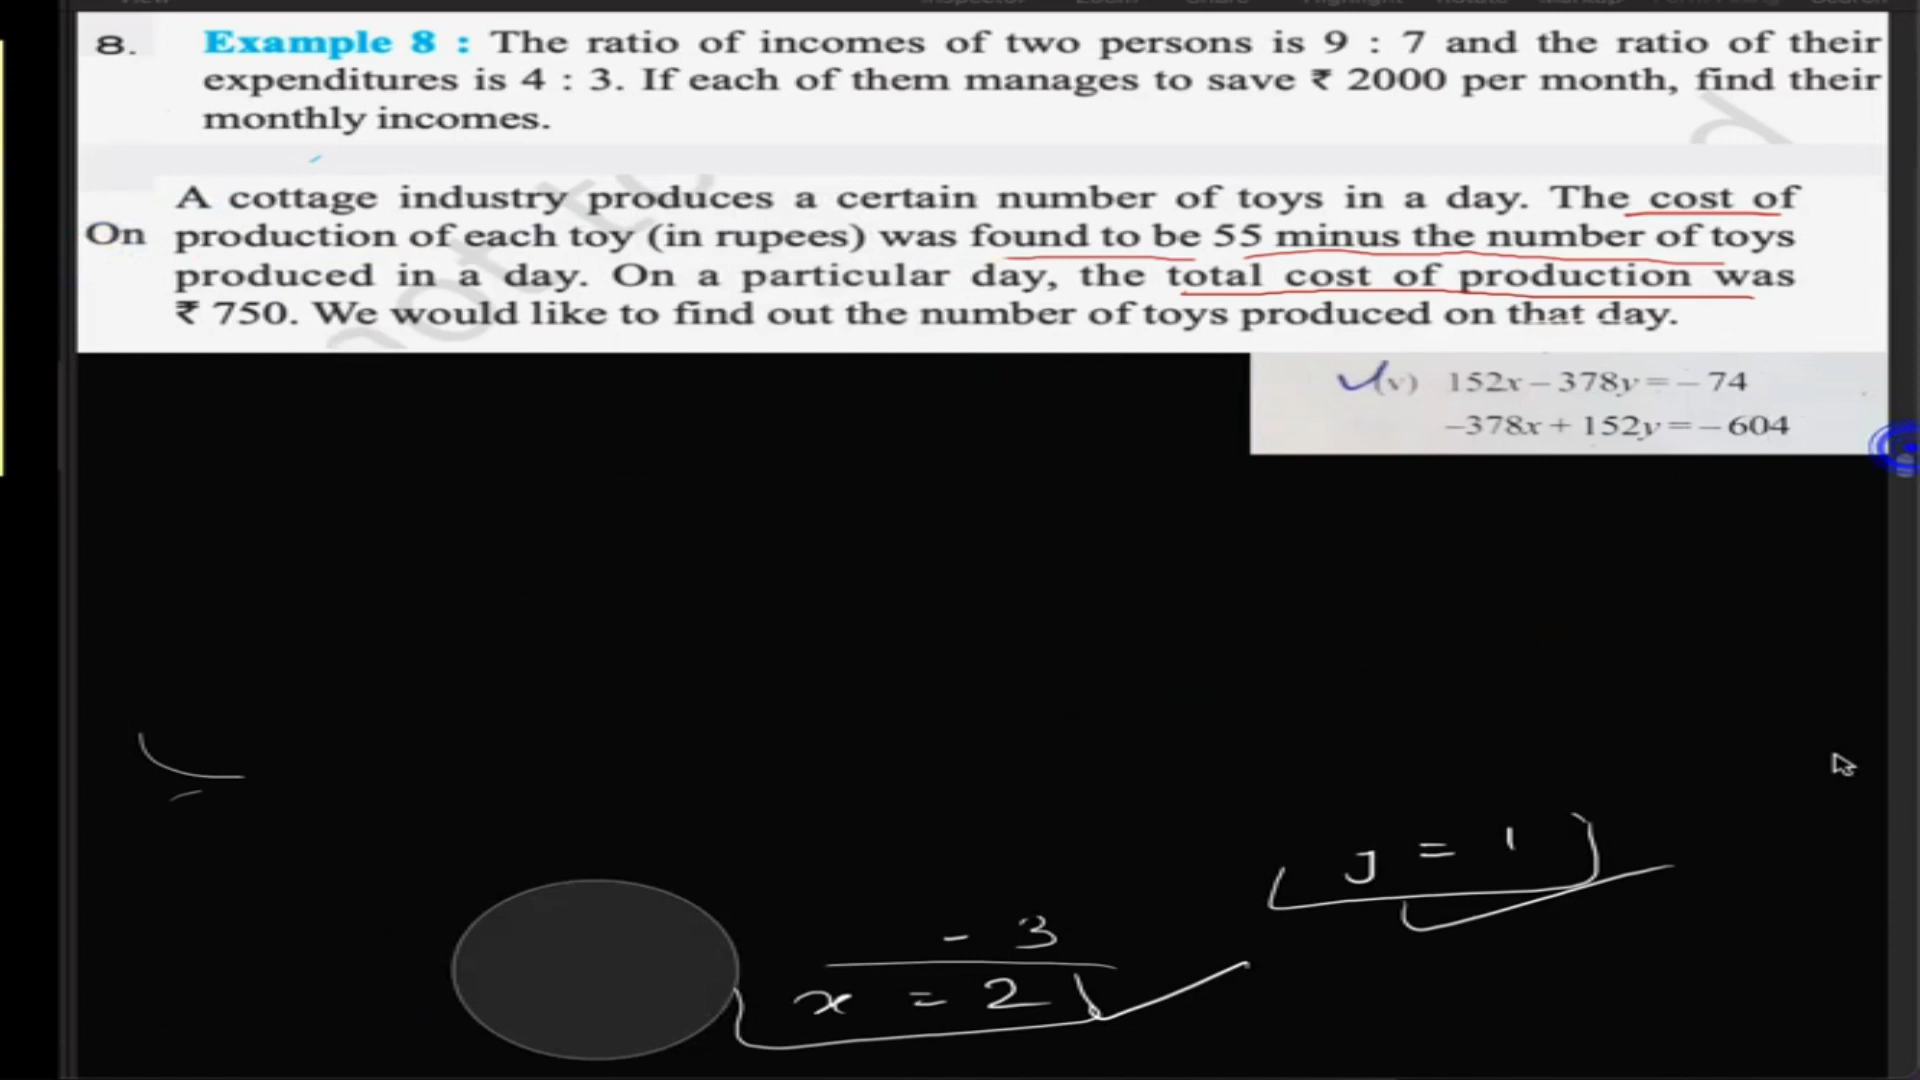 8. Example 8 : The ratio of incomes of two persons is 9 : 7 and the ratio of their
expenditures is 4 : 3. If each of them manages to save ₹ 2000 per month, find their
monthly incomes.
A cottage industry produces a certain number of toys in a day. The cost of
On production of each toy (in rupees) was found to be 55 minus the number of toys
produced in a day. On a particular day, the total cost of production was
₹ 750. We would like to find out the number of toys produced on that day.
(v) 152x – 378y = – 74
–378x + 152y = – 604
y = 1
- 3
x = 2